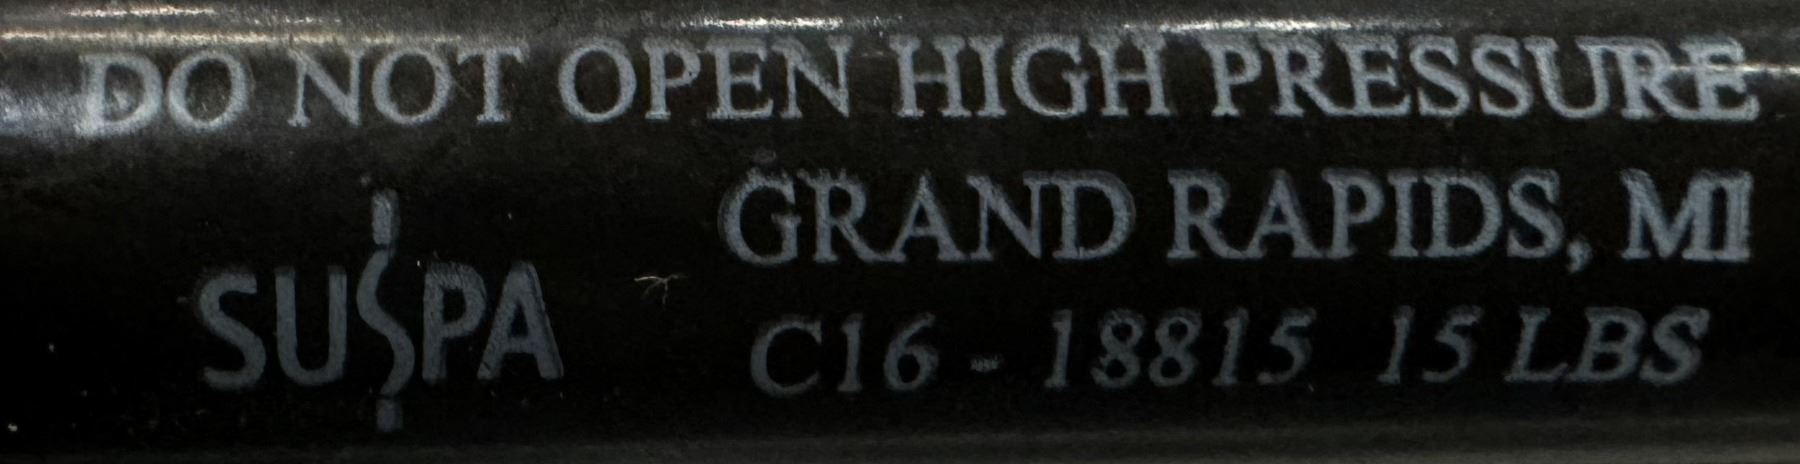 DO NOT OPEN HIGH PRESSURE
SUSPA
GRAND RAPIDS, MI
C16 - 18815 15 LBS